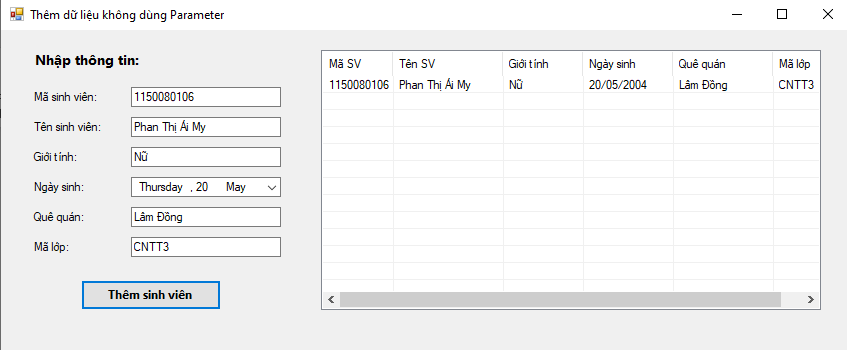 Thêm dữ liệu không dùng Parameter
Nhập thông tin:
Mã sinh viên: 1150080106
Tên sinh viên: Phan Thị Ái My
Giới tính: Nữ
Ngày sinh: Thursday , 20 May
Quê quán: Lâm Đồng
Mã lớp: CNTT3
Thêm sinh viên
Mã SV Tên SV Giới tính Ngày sinh Quê quán Mã lớp
1150080106 Phan Thị Ái My Nữ 20/05/2004 Lâm Đồng CNTT3